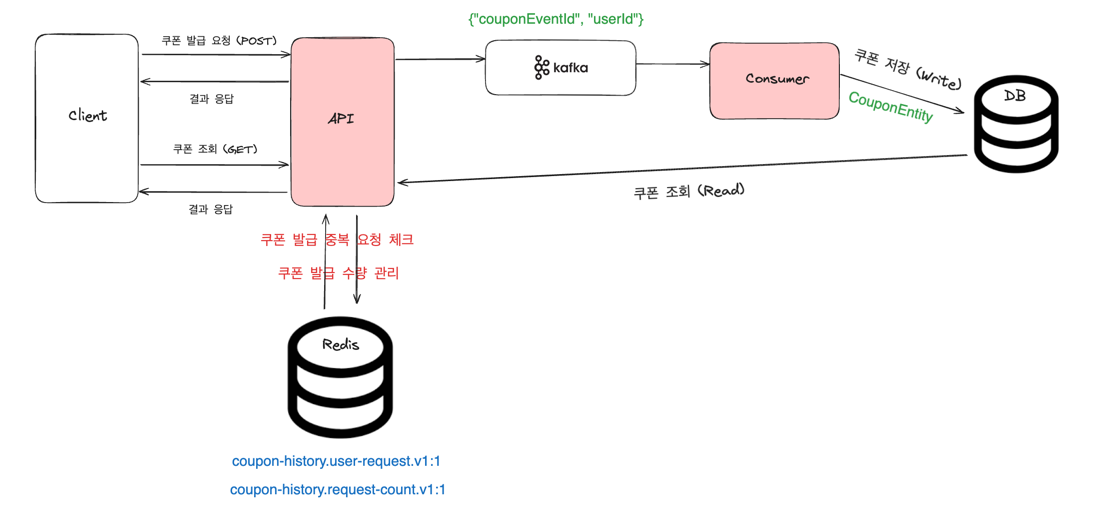 {"couponEventId", "userId"}
쿠폰 발급 요청 (POST)
kafka
쿠폰 저장 (Write)
Consumer
DB
결과 응답
CouponEntity
Client
API
쿠폰 조회 (GET)
쿠폰 조회 (Read)
결과 응답
쿠폰 발급 중복 요청 체크
쿠폰 발급 수량 관리
Redis
coupon-history.user-request.v1:1
coupon-history.request-count.v1:1